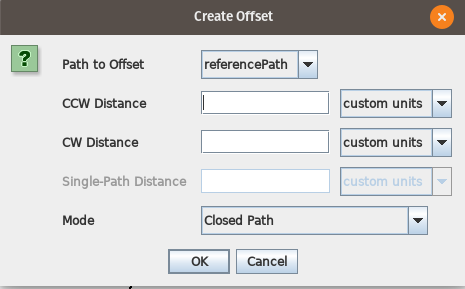 Create Offset
Path to Offset referencePath
CCW Distance custom units
CW Distance custom units
Single-Path Distance custom units
Mode Closed Path
OK Cancel